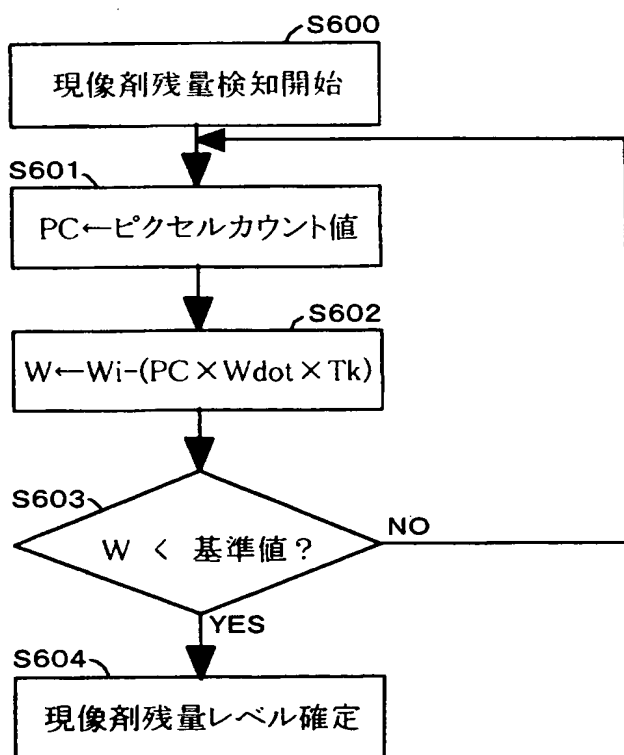 S600
現像剤残量検知開始
S601
PC←ピクセルカウント値
S602
W←Wi-(PC×Wdot×Tk)
S603
W < 基準値?
NO
YES
S604
現像剤残量レベル確定